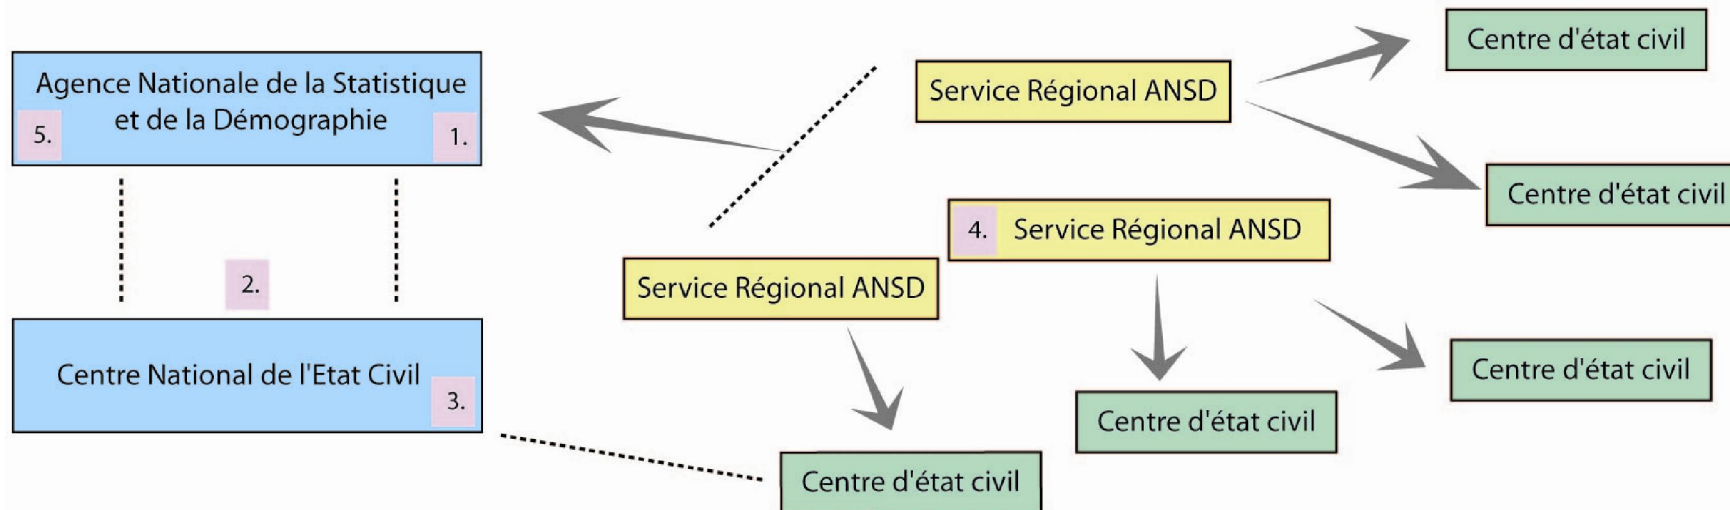 Agence Nationale de la Statistique
et de la Démographie
5.
1.
2.
Centre National de l'Etat Civil
3.
Service Régional ANSD
4. Service Régional ANSD
Service Régional ANSD
Centre d'état civil
Centre d'état civil
Centre d'état civil
Centre d'état civil
Centre d'état civil